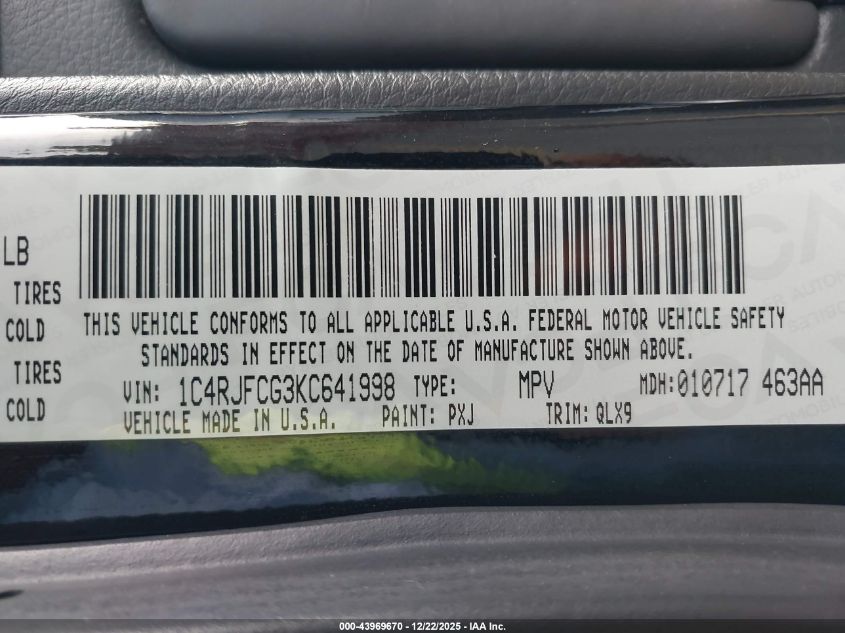 LB
TIRES
COLD
TIRES
COLD
THIS VEHICLE CONFORMS TO ALL APPLICABLE U.S.A. FEDERAL MOTOR VEHICLE SAFETY
STANDARDS IN EFFECT ON THE DATE OF MANUFACTURE SHOWN ABOVE.
VIN: 1C4RJFCG3KC641998 TYPE: MPV MDH:010717 463AA
VEHICLE MADE IN U.S.A. PAINT: PXJ TRIM: QLX9
000-43969670 - 12/22/2025 - IAA Inc.